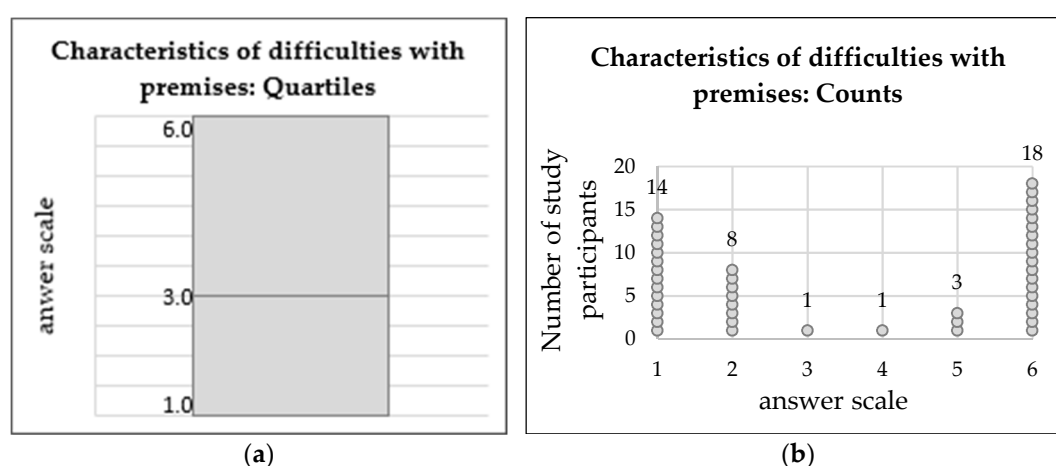 Characteristics of difficulties with
premises: Quartiles
6.0
3.0
1.0
anwer scale
(a)
Characteristics of difficulties with
premises: Counts
Number of study
participants
20
15
10
5
0
14
8
1
1
3
18
1 2 3 4 5 6
answer scale
(b)